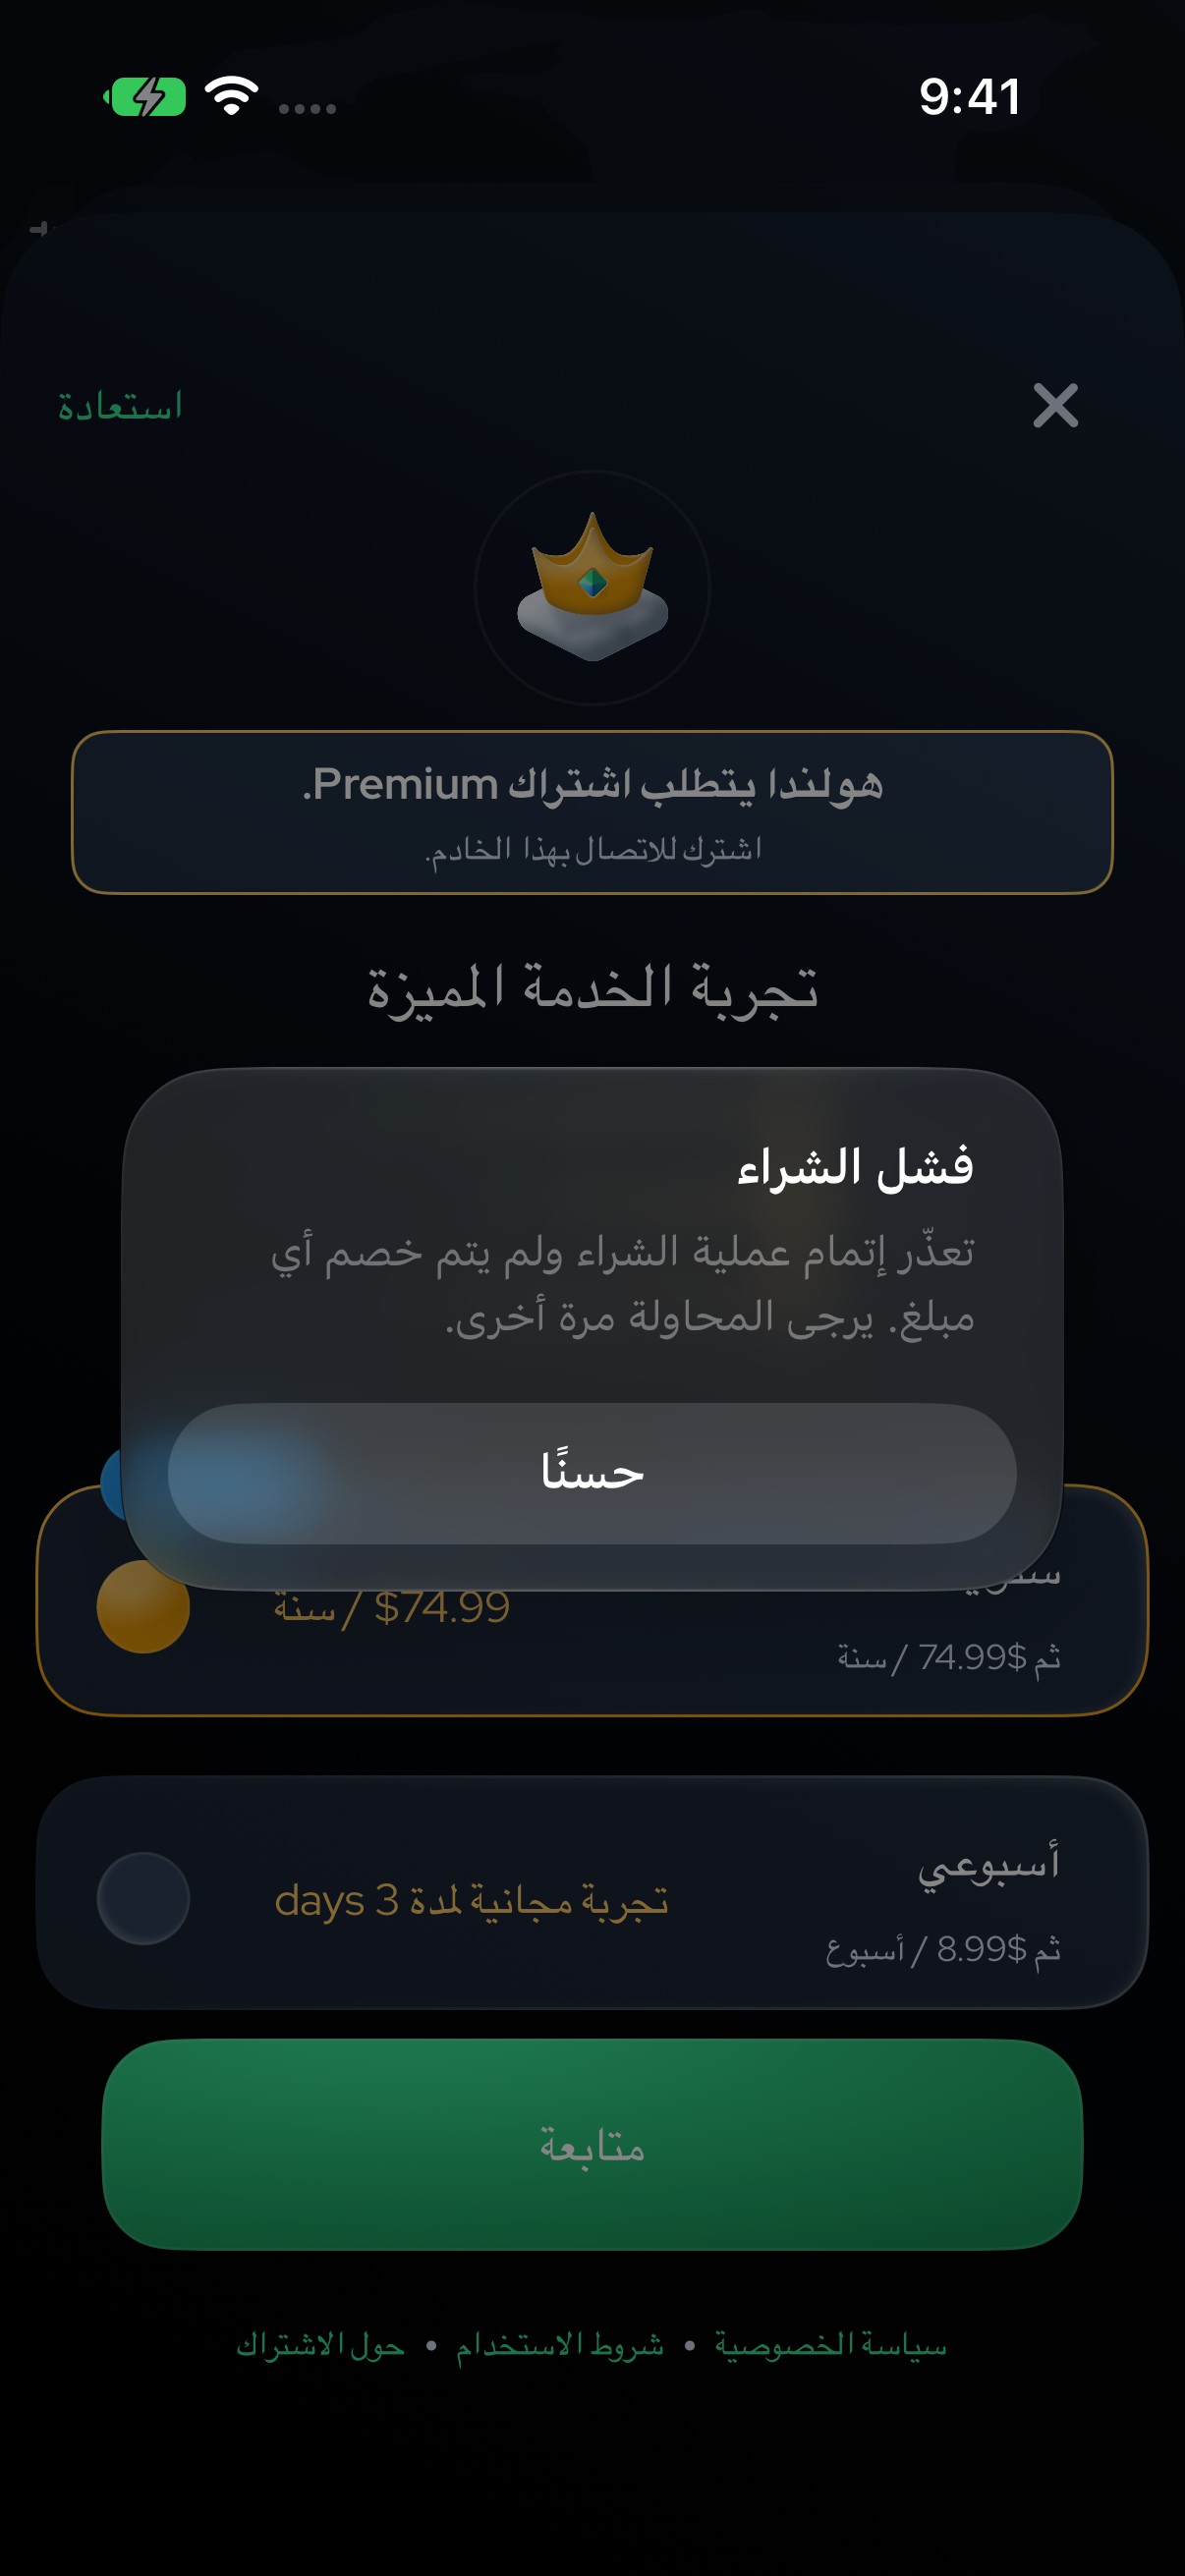 9:41
استعادة
هولندا يتطلب اشتراك Premium.
اشترك للاتصال بهذا الخادم.
تجربة الخدمة المميزة
فشل الشراء
تعذّر إتمام عملية الشراء ولم يتم خصم أي
مبلغ. يرجى المحاولة مرة أخرى.
حسنًا
$74.99 / سنة
ثم $74.99 / سنة
أسبوعي
تجربة مجانية لمدة 3 days
ثم $8.99 / أسبوع
متابعة
سياسة الخصوصية • شروط الاستخدام • حول الاشتراك